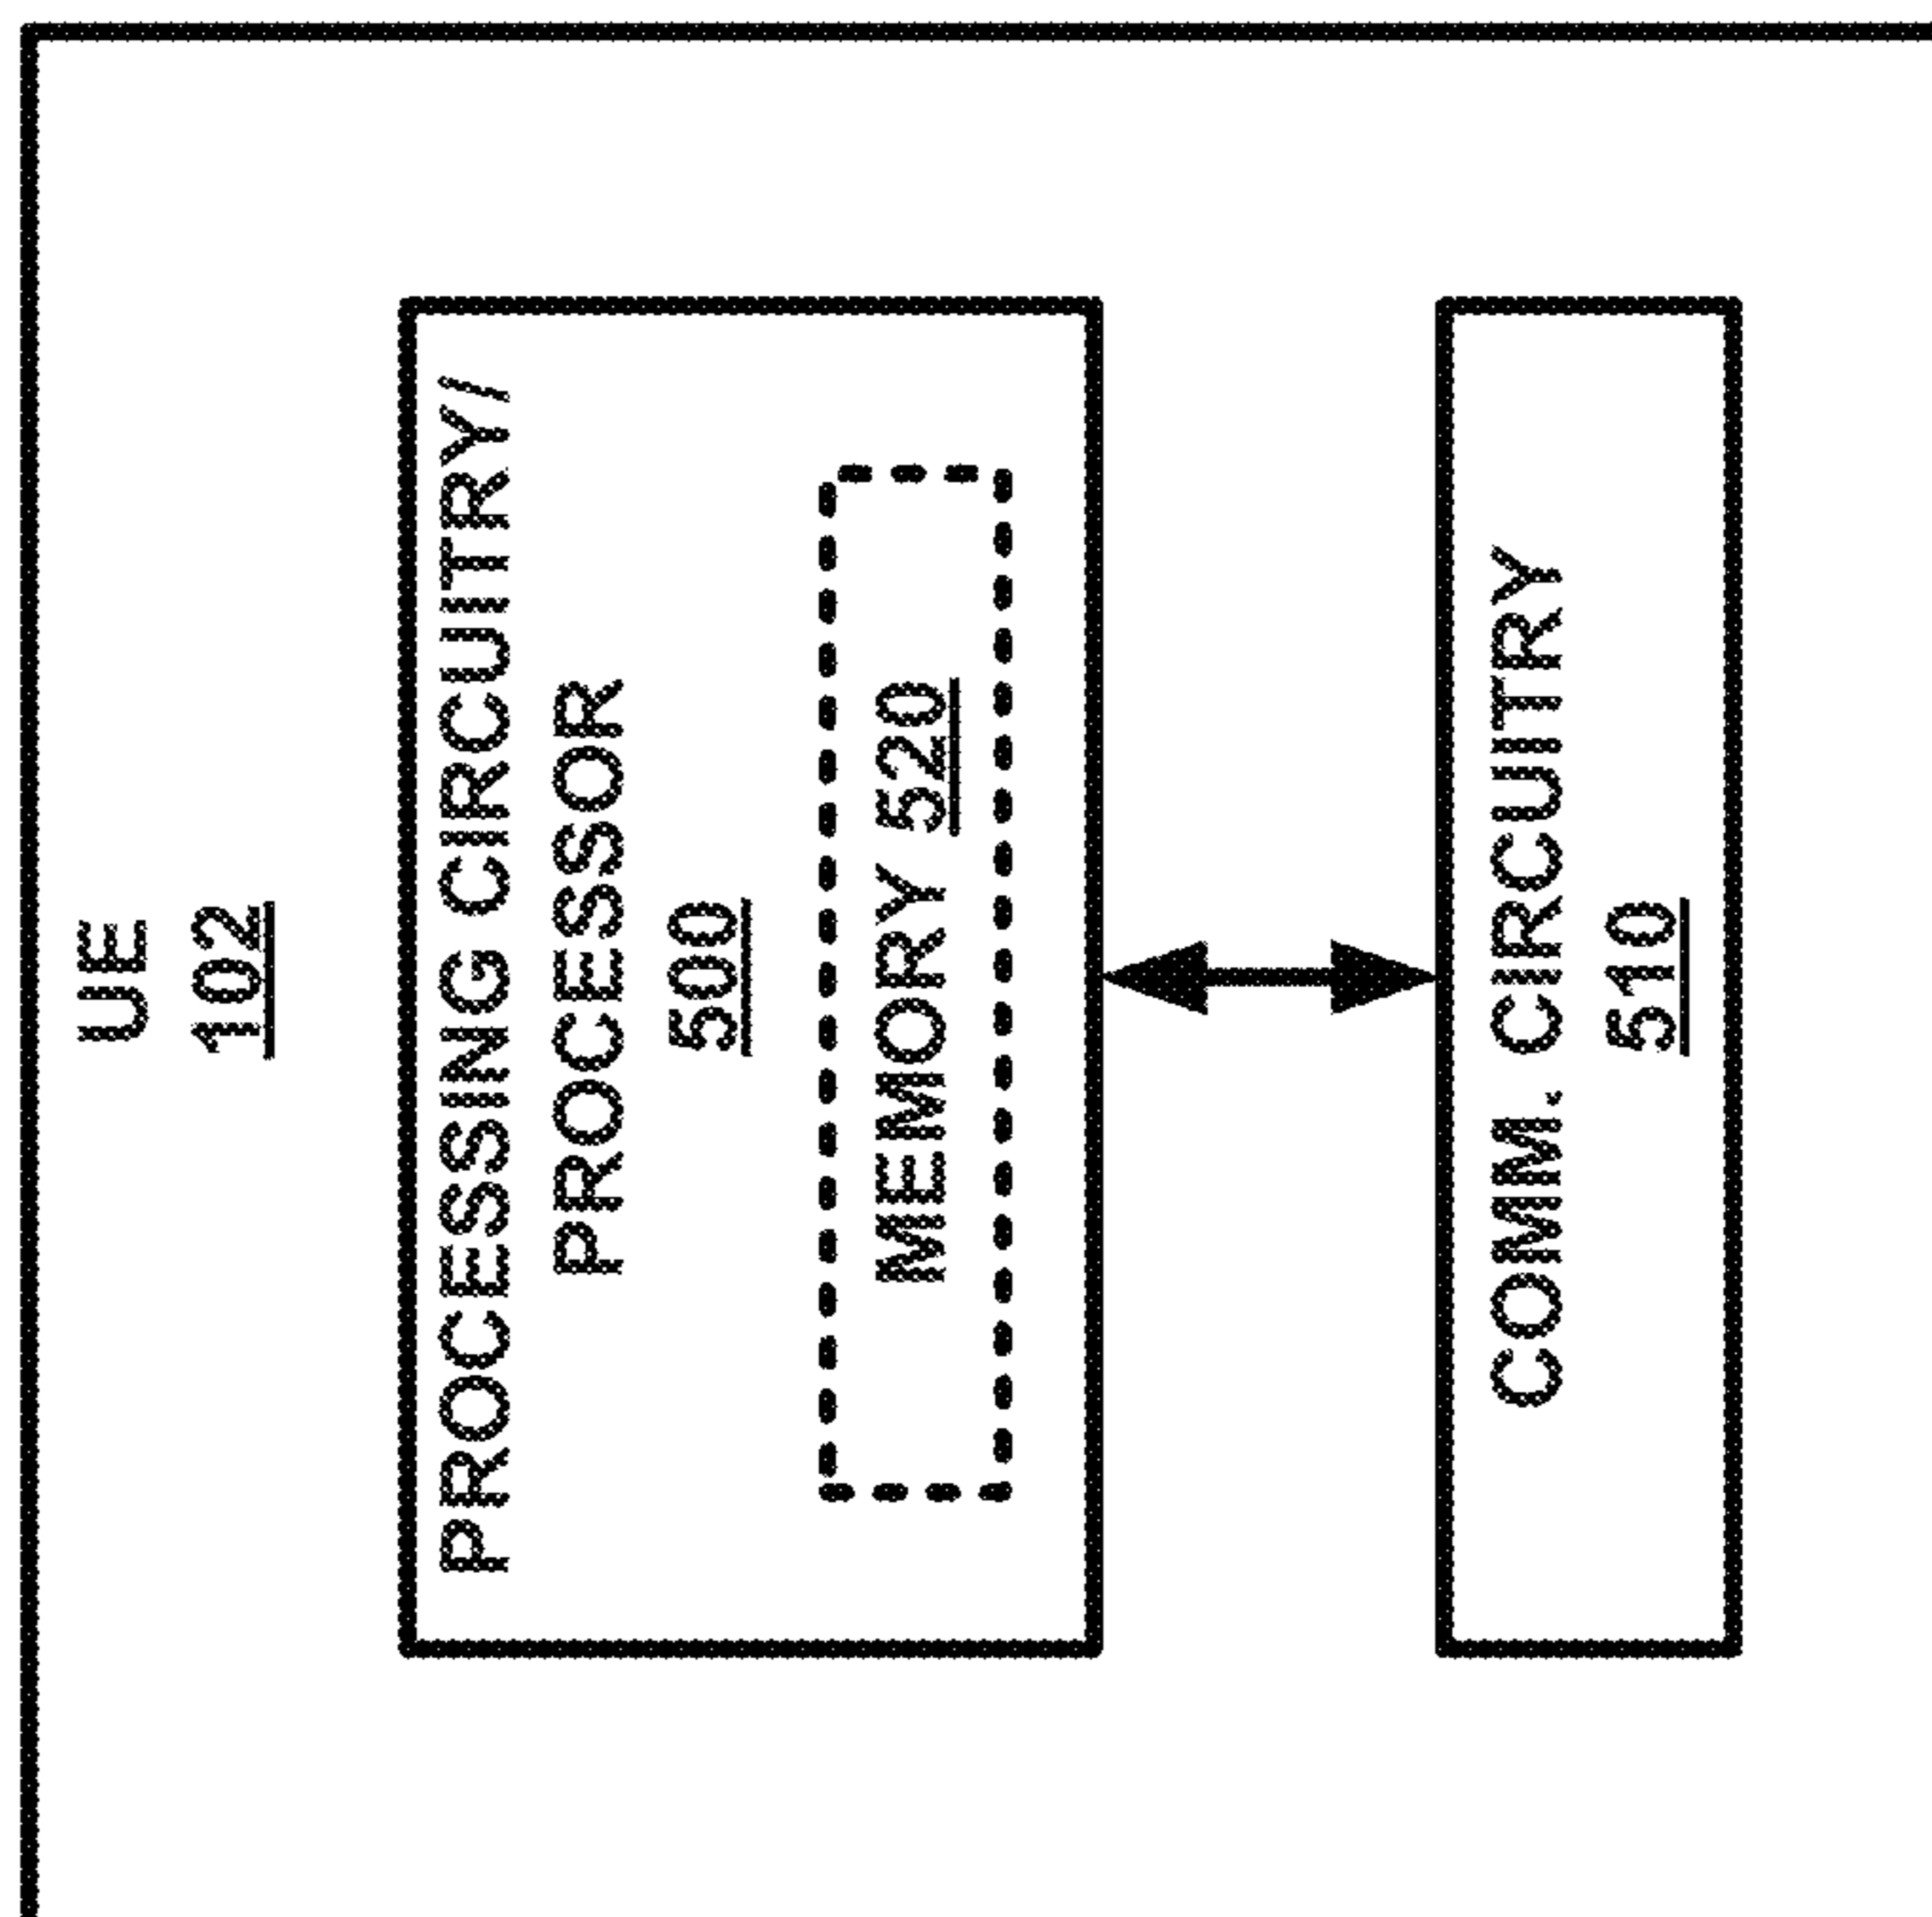 UE
102
PROCESSING CIRCUITRY/
PROCESSOR
500
MEMORY 520
COMM. CIRCUITRY
510